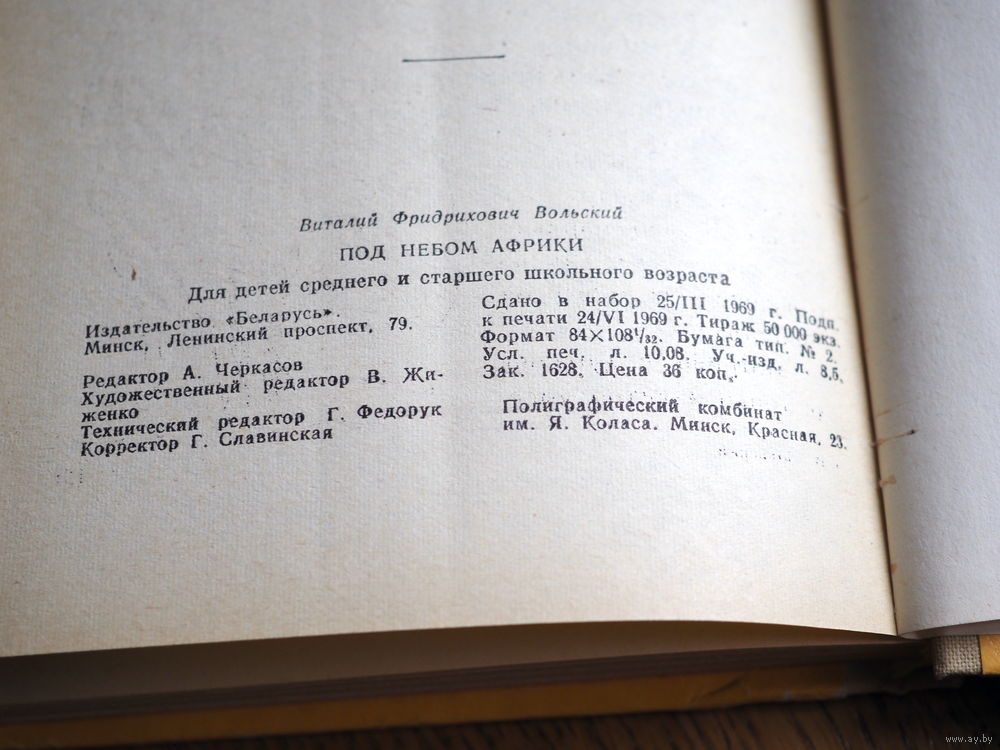 Виталий Фридрихович Вольский
ПОД НЕБОМ АФРИКИ
Для детей среднего и старшего школьного возраста
Издательство «Беларусь».
Минск, Ленинский проспект, 79.
Редактор А. Черкасов
Художественный редактор В. Жи-
женко
Технический редактор Г. Федорук
Корректор Г. Славинская
Сдано в набор 25/III 1969 г. Подп.
к печати 24/VI 1969 г. Тираж 50 000 экз.
Формат 84×108¹/₃₂. Бумага тип. № 2.
Усл. печ. л. 10,08. Уч.-изд. л. 8,5.
Зак. 1628. Цена 36 коп.
Полиграфический комбинат
им. Я. Коласа. Минск, Красная, 23.
www.ay.by